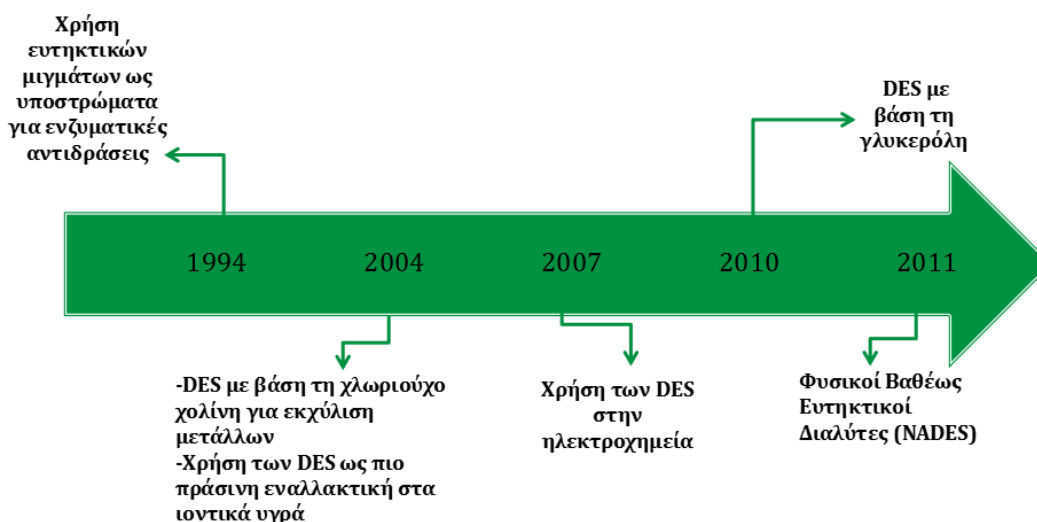 Χρήση
ευτηκτικών
μιγμάτων ως
υποστρώματα
για ενζυματικές
αντιδράσεις
DES με
βάση τη
γλυκερόλη
1994
2004
2007
2010
2011
-DES με βάση τη χλωριούχο
χολίνη για εκχύλιση
μετάλλων
-Χρήση των DES ως πιο
πράσινη εναλλακτική στα
ιοντικά υγρά
Χρήση των DES
στην
ηλεκτροχημεία
Φυσικοί Βαθέως
Ευτηκτικοί
Διαλύτες (NADES)